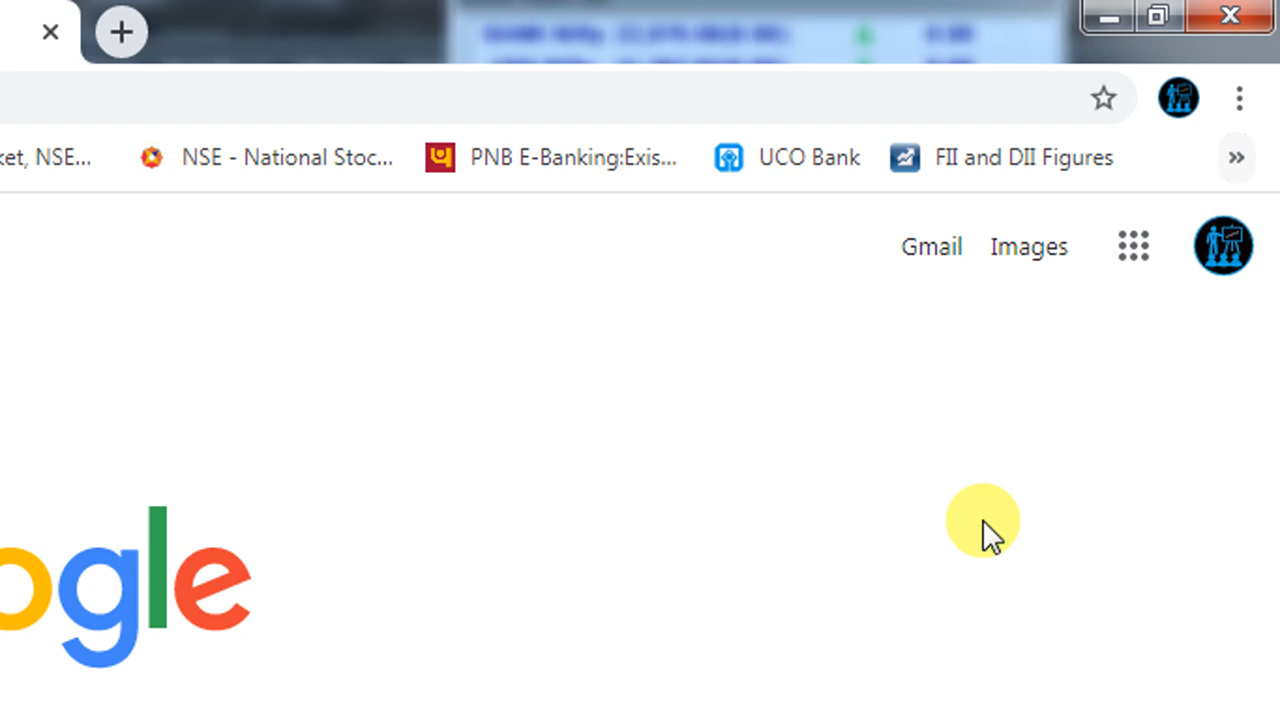 ket, NSE... NSE - National Stoc... PNB E-Banking:Exis... UCO Bank FII and DII Figures
Gmail Images
ogle